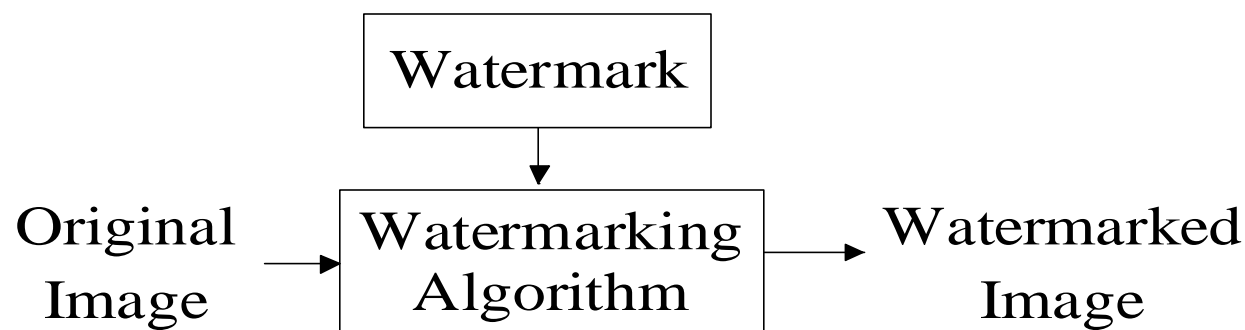 Watermark
Original
Image
Watermarking
Algorithm
Watermarked
Image